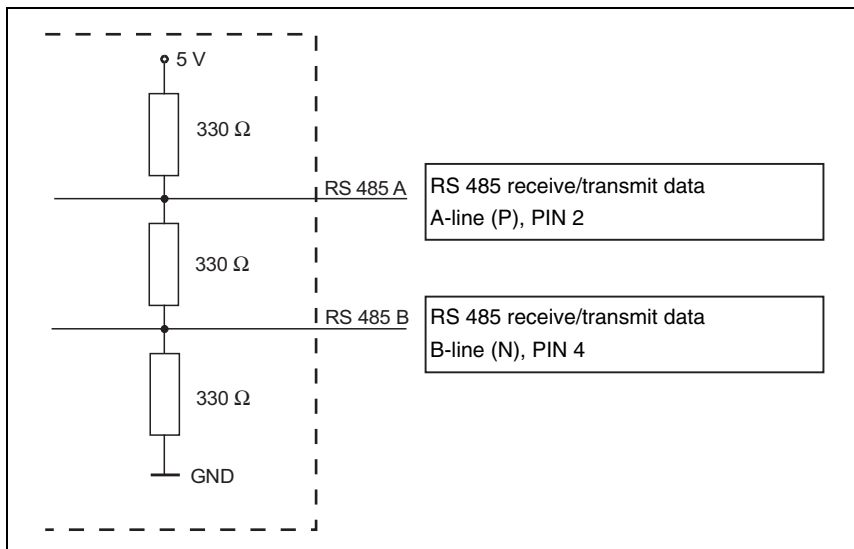 5 V
330 Ω
RS 485 A
RS 485 receive/transmit data
A-line (P), PIN 2
330 Ω
RS 485 B
RS 485 receive/transmit data
B-line (N), PIN 4
330 Ω
GND